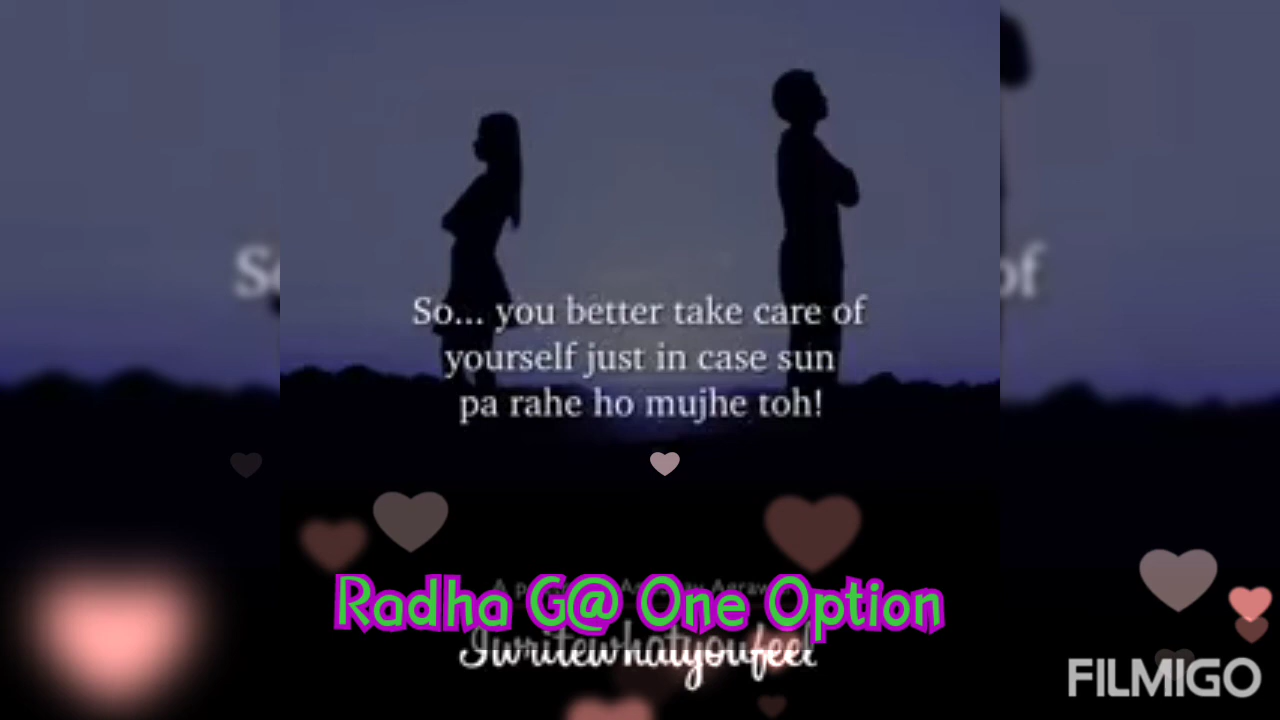 So... you better take care of
yourself just in case sun
pa rahe ho mujhe toh!
Radha G@ One Option
Iwritewhatyoufeel
FILMIGO